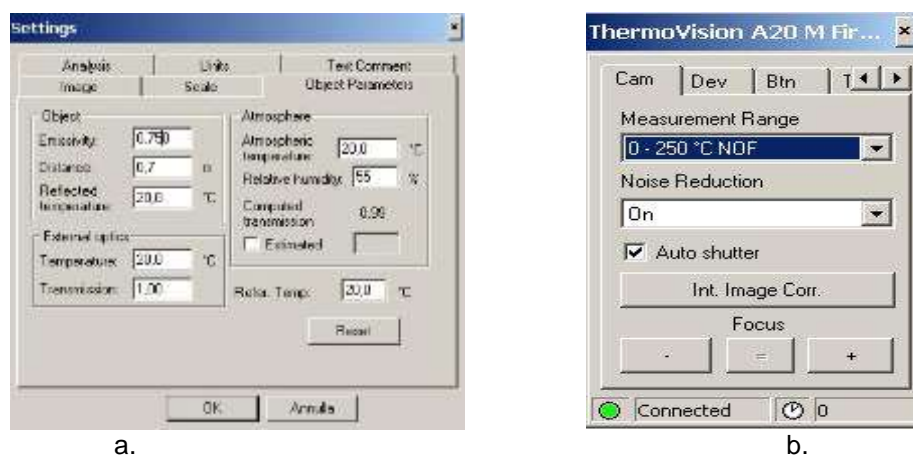 Settings
Analysis Units Text Comment
Image Scale Object Parameters
Object
Emissivity: 0.750
Distance: 0,7 m
Reflected temperature: 20,0 °C
External optics
Temperature: 20.0 °C
Transmission: 1,00
Atmosphere
Atmospheric temperature: 20,0 °C
Relative humidity: 55 %
Computed transmission 0.99
Estimated
Refer. Temp: 20,0 °C
Reset
OK Annulla
a.
ThermoVision A20 M Fir...
Cam Dev Btn
Measurement Range
0 - 250 °C NOF
Noise Reduction
On
Auto shutter
Int. Image Corr.
Focus
- = +
Connected 0
b.